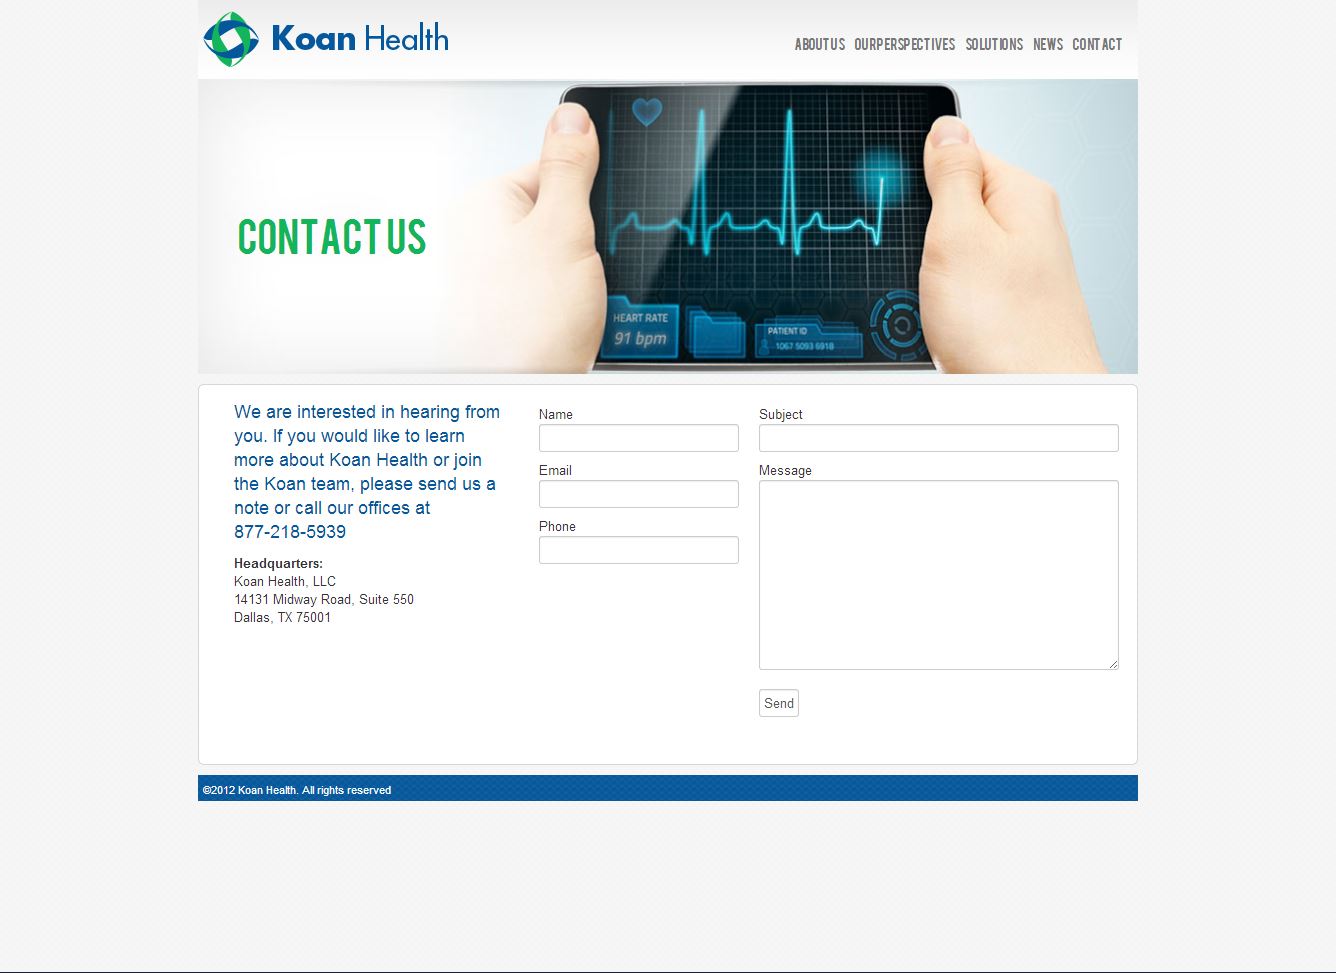 Koan Health
ABOUT US OUR PERSPECTIVES SOLUTIONS NEWS CONTACT
CONTACT US
HEART RATE
91 bpm
PATIENT ID
1067 5093 6918
We are interested in hearing from
you. If you would like to learn
more about Koan Health or join
the Koan team, please send us a
note or call our offices at
877-218-5939
Headquarters:
Koan Health, LLC
14131 Midway Road, Suite 550
Dallas, TX 75001
Name
Email
Phone
Subject
Message
Send
©2012 Koan Health. All rights reserved